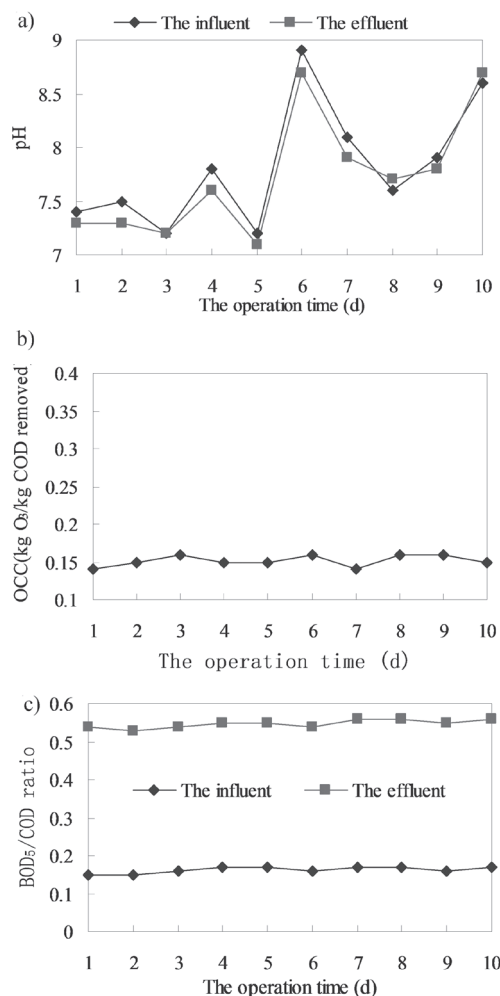 a)
The influent The effluent
9
8.5
8
7.5
7
pH
1 2 3 4 5 6 7 8 9 10
The operation time (d)
b)
0.4
0.35
0.3
0.25
0.2
0.15
0.1
OCC(kg O₃/kg COD removed)
1 2 3 4 5 6 7 8 9 10
The operation time (d)
c)
0.6
0.5
0.4
0.3
0.2
0.1
0
BOD₅/COD ratio
The influent The effluent
1 2 3 4 5 6 7 8 9 10
The operation time (d)